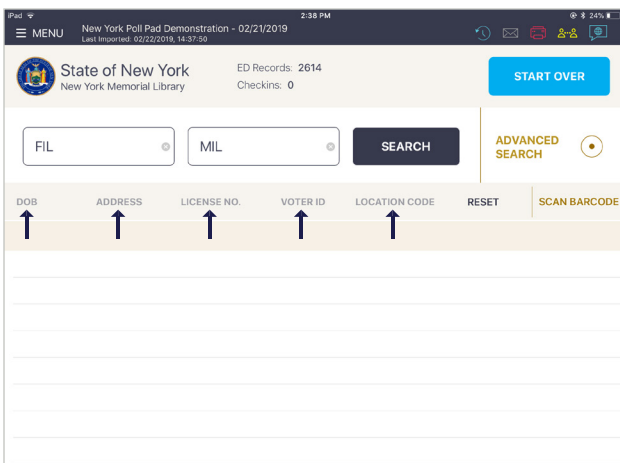 iPad 2:38 PM 24%
MENU New York Poll Pad Demonstration - 02/21/2019
Last Imported: 02/22/2019, 14:37:50
State of New York
New York Memorial Library
ED Records: 2614
Checkins: 0
START OVER
FIL MIL SEARCH
ADVANCED
SEARCH
DOB ADDRESS LICENSE NO. VOTER ID LOCATION CODE RESET SCAN BARCODE